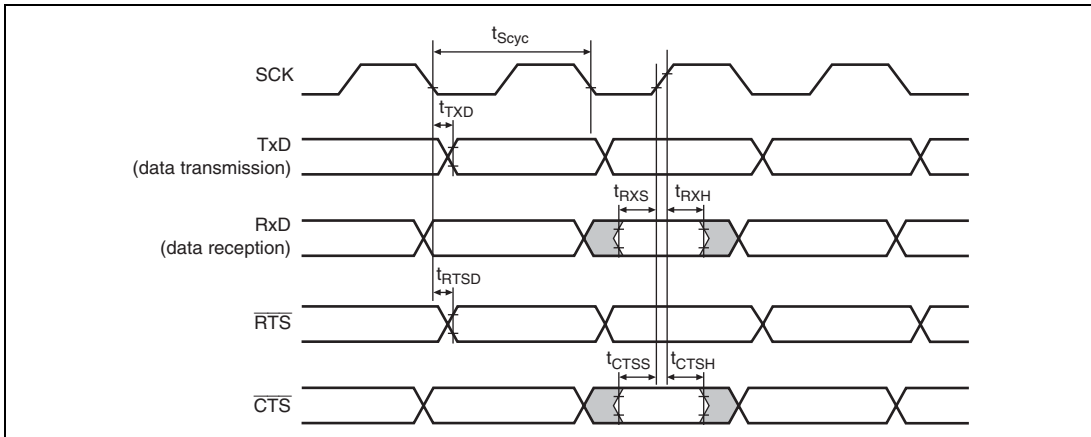 tScyc
SCK
tTXD
TxD
(data transmission)
tRXS
tRXH
RxD
(data reception)
tRTSD
RTS
tCTSS
tCTSH
CTS